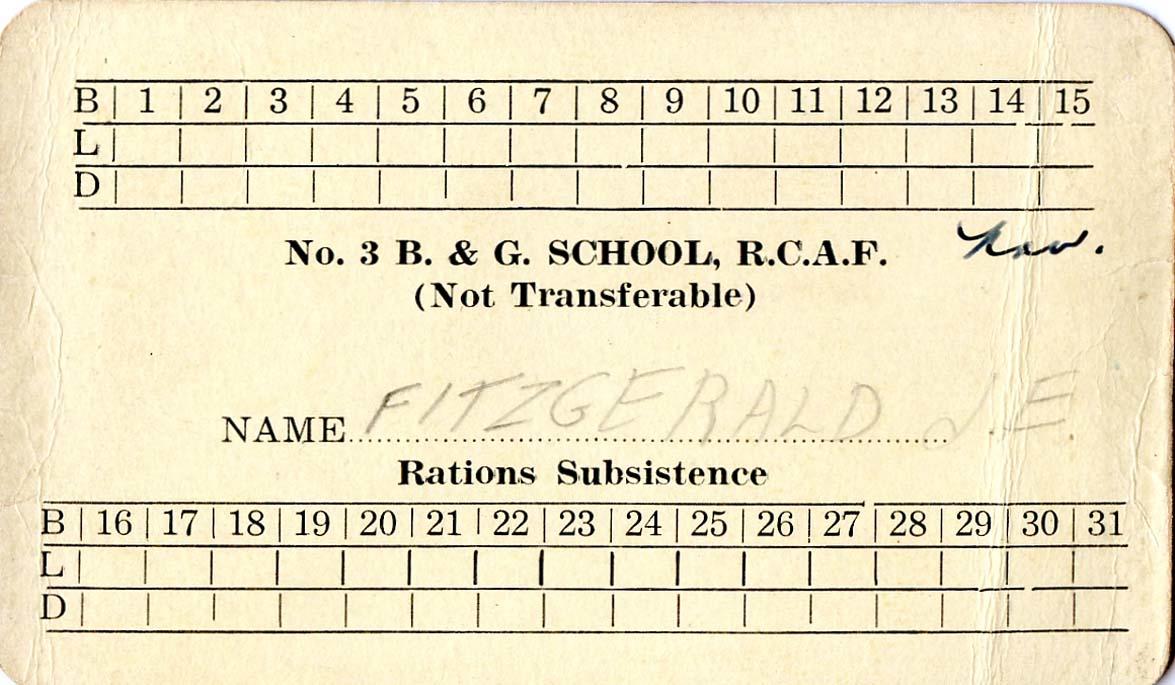 B | 1 | 2 | 3 | 4 | 5 | 6 | 7 | 8 | 9 | 10 | 11 | 12 | 13 | 14 | 15
L
D
No. 3 B. & G. SCHOOL, R.C.A.F. Nov.
(Not Transferable)
NAME FITZGERALD J.E
Rations Subsistence
B | 16 | 17 | 18 | 19 | 20 | 21 | 22 | 23 | 24 | 25 | 26 | 27 | 28 | 29 | 30 | 31
L
D